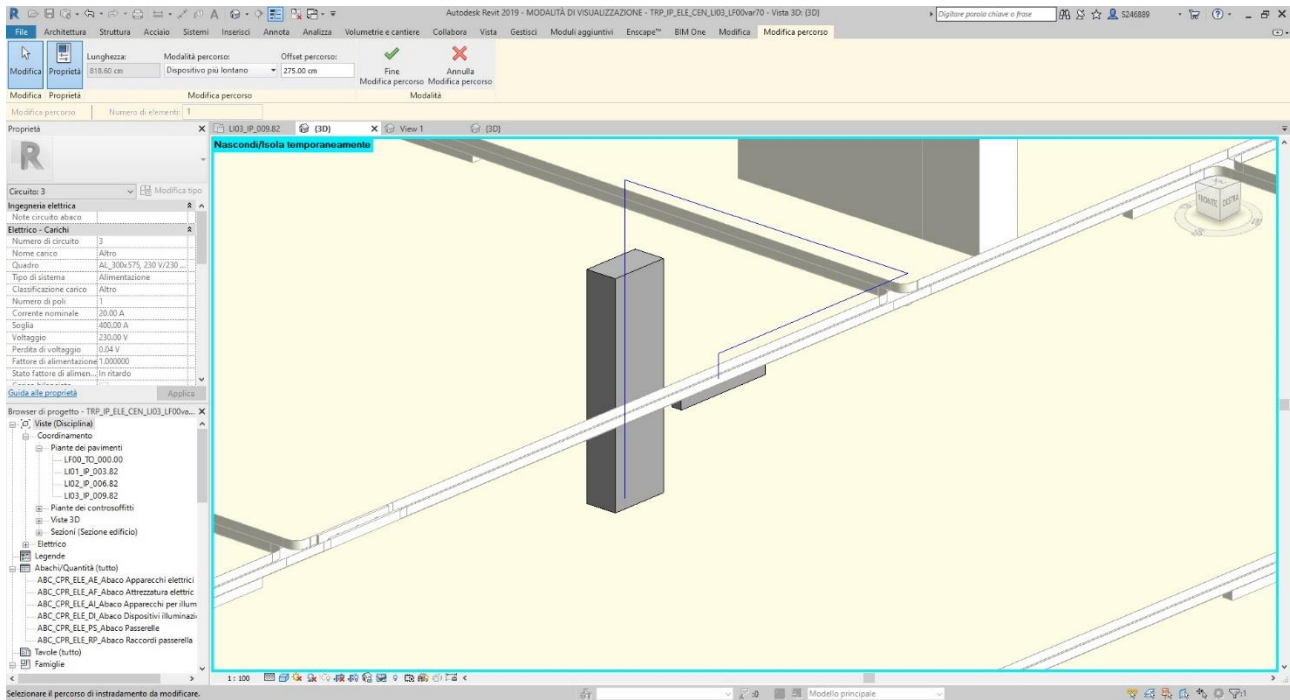 Autodesk Revit 2019 - MODALITÀ DI VISUALIZZAZIONE - TRP_IP_ELE_CEN_LI03_LF00var70 - Vista 3D: {3D}
Digitare parola chiave o frase
S246889
File Architettura Struttura Acciaio Sistemi Inserisci Annota Analizza Volumetrie e cantiere Collabora Vista Gestisci Moduli aggiuntivi Enscape™ BIM One Modifica Modifica percorso
Lunghezza: Modalità percorso: Offset percorso:
Modifica Proprietà 818.60 cm Dispositivo più lontano 275.00 cm Fine Annulla
Modifica percorso Modifica percorso
Modifica Proprietà Modifica percorso Modalità
Modifica percorso Numero di elementi: 1
Proprietà
LI03_IP_009.82 {3D} View 1 {3D}
Nascondi/Isola temporaneamente
R
Circuito: 3 Modifica tipo
Ingegneria elettrica
Note circuito abaco
Elettrico - Carichi
Numero di circuito 3
Nome carico Altro
Quadro AL_300x575, 230 V/230 ...
Tipo di sistema Alimentazione
Classificazione carico Altro
Numero di poli 1
Corrente nominale 20.00 A
Soglia 400.00 A
Voltaggio 230.00 V
Perdita di voltaggio 0.04 V
Fattore di alimentazione 1.000000
Stato fattore di alimen... In ritardo
Guida alle proprietà Applica
Browser di progetto - TRP_IP_ELE_CEN_LI03_LF00va...
Viste (Disciplina)
Coordinamento
Piante dei pavimenti
LF00_TO_000.00
LI01_IP_003.82
LI02_IP_006.82
LI03_IP_009.82
Piante dei controsoffitti
Viste 3D
Sezioni (Sezione edificio)
Elettrico
Legende
Abachi/Quantità (tutto)
ABC_CPR_ELE_AE_Abaco Apparecchi elettrici
ABC_CPR_ELE_AF_Abaco Attrezzatura elettric
ABC_CPR_ELE_AI_Abaco Apparecchi per illum
ABC_CPR_ELE_DI_Abaco Dispositivi illuminazi
ABC_CPR_ELE_PS_Abaco Passerelle
ABC_CPR_ELE_RP_Abaco Raccordi passerella
Tavole (tutto)
Famiglie
FRONTE DESTRA
1 : 100
Selezionare il percorso di instradamento da modificare.
:0 Modello principale